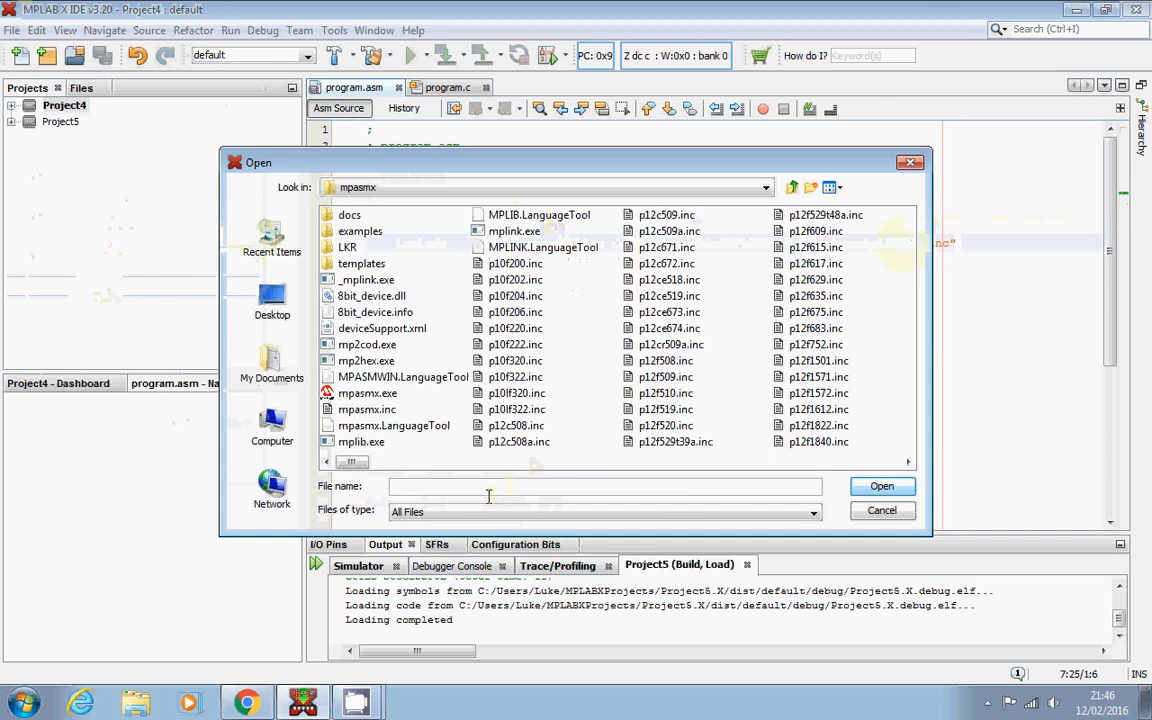 MPLAB X IDE v3.20 - Project4 : default
File Edit View Navigate Source Refactor Run Debug Team Tools Window Help
Search (Ctrl+I)
default
PC: 0x9
Z dc c : W:0x0 : bank 0
How do I?
Keyword(s)
Projects
Files
program.asm
program.c
Project4
Project5
Asm Source
History
Hierarchy
1
;
Open
Look in:
mpasmx
Recent Items
Desktop
My Documents
Computer
Network
docs
examples
LKR
templates
_mplink.exe
8bit_device.dll
8bit_device.info
deviceSupport.xml
mp2cod.exe
mp2hex.exe
MPASMWIN.LanguageTool
mpasmx.exe
mpasmx.inc
mpasmx.LanguageTool
mplib.exe
MPLIB.LanguageTool
mplink.exe
MPLINK.LanguageTool
p10f200.inc
p10f202.inc
p10f204.inc
p10f206.inc
p10f220.inc
p10f222.inc
p10f320.inc
p10f322.inc
p10lf320.inc
p10lf322.inc
p12c508.inc
p12c508a.inc
p12c509.inc
p12c509a.inc
p12c671.inc
p12c672.inc
p12ce518.inc
p12ce519.inc
p12ce673.inc
p12ce674.inc
p12cr509a.inc
p12f508.inc
p12f509.inc
p12f510.inc
p12f519.inc
p12f520.inc
p12f529t39a.inc
p12f529t48a.inc
p12f609.inc
p12f615.inc
p12f617.inc
p12f629.inc
p12f635.inc
p12f675.inc
p12f683.inc
p12f752.inc
p12f1501.inc
p12f1571.inc
p12f1572.inc
p12f1612.inc
p12f1822.inc
p12f1840.inc
nc"
File name:
Open
Files of type:
All Files
Cancel
Project4 - Dashboard
program.asm - Na
I/O Pins
Output
SFRs
Configuration Bits
Simulator
Debugger Console
Trace/Profiling
Project5 (Build, Load)
Loading symbols from C:/Users/Luke/MPLABXProjects/Project5.X/dist/default/debug/Project5.X.debug.elf...
Loading code from C:/Users/Luke/MPLABXProjects/Project5.X/dist/default/debug/Project5.X.debug.elf...
Loading completed
7:25/1:6
INS
21:46
12/02/2016